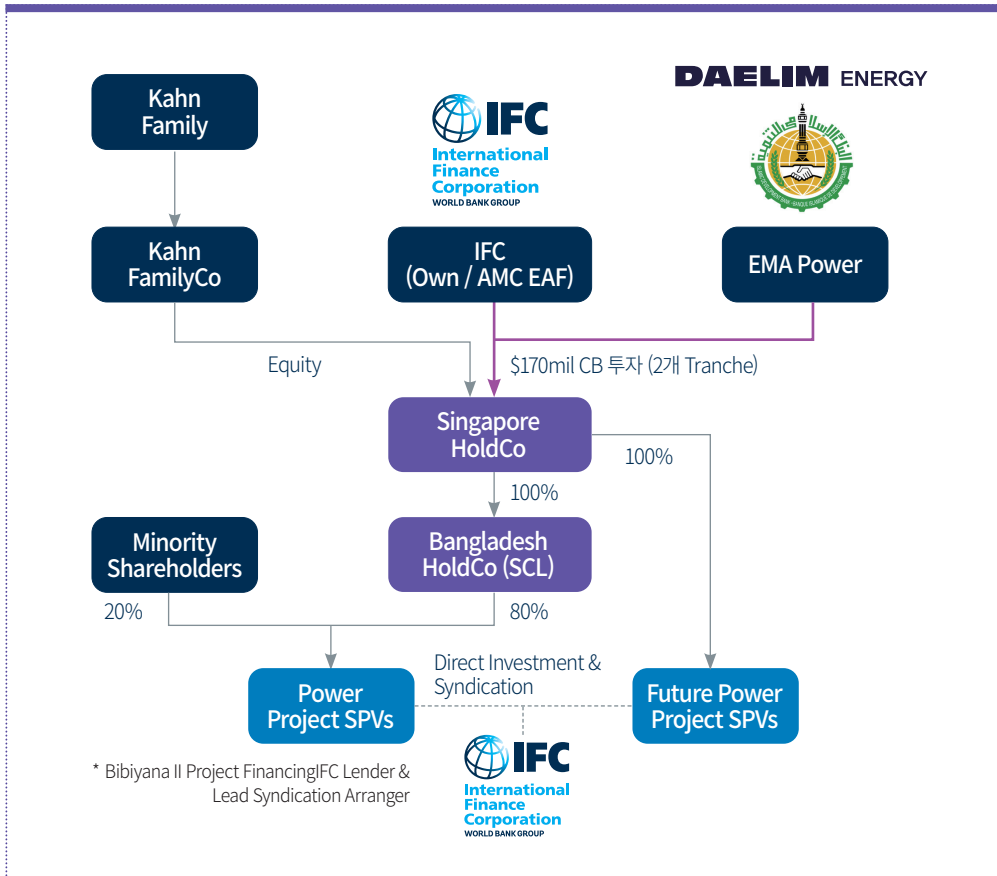 DAELIM ENERGY
Kahn
Family
IFC
International
Finance
Corporation
WORLD BANK GROUP
Kahn
FamilyCo
IFC
(Own / AMC EAF)
EMA Power
Equity
$170mil CB 투자 (2개 Tranche)
Singapore
HoldCo
100%
100%
Minority
Shareholders
Bangladesh
HoldCo (SCL)
20%
80%
Direct Investment &
Syndication
Power
Project SPVs
Future Power
Project SPVs
* Bibiyana II Project FinancingIFC Lender &
Lead Syndication Arranger
IFC
International
Finance
Corporation
WORLD BANK GROUP